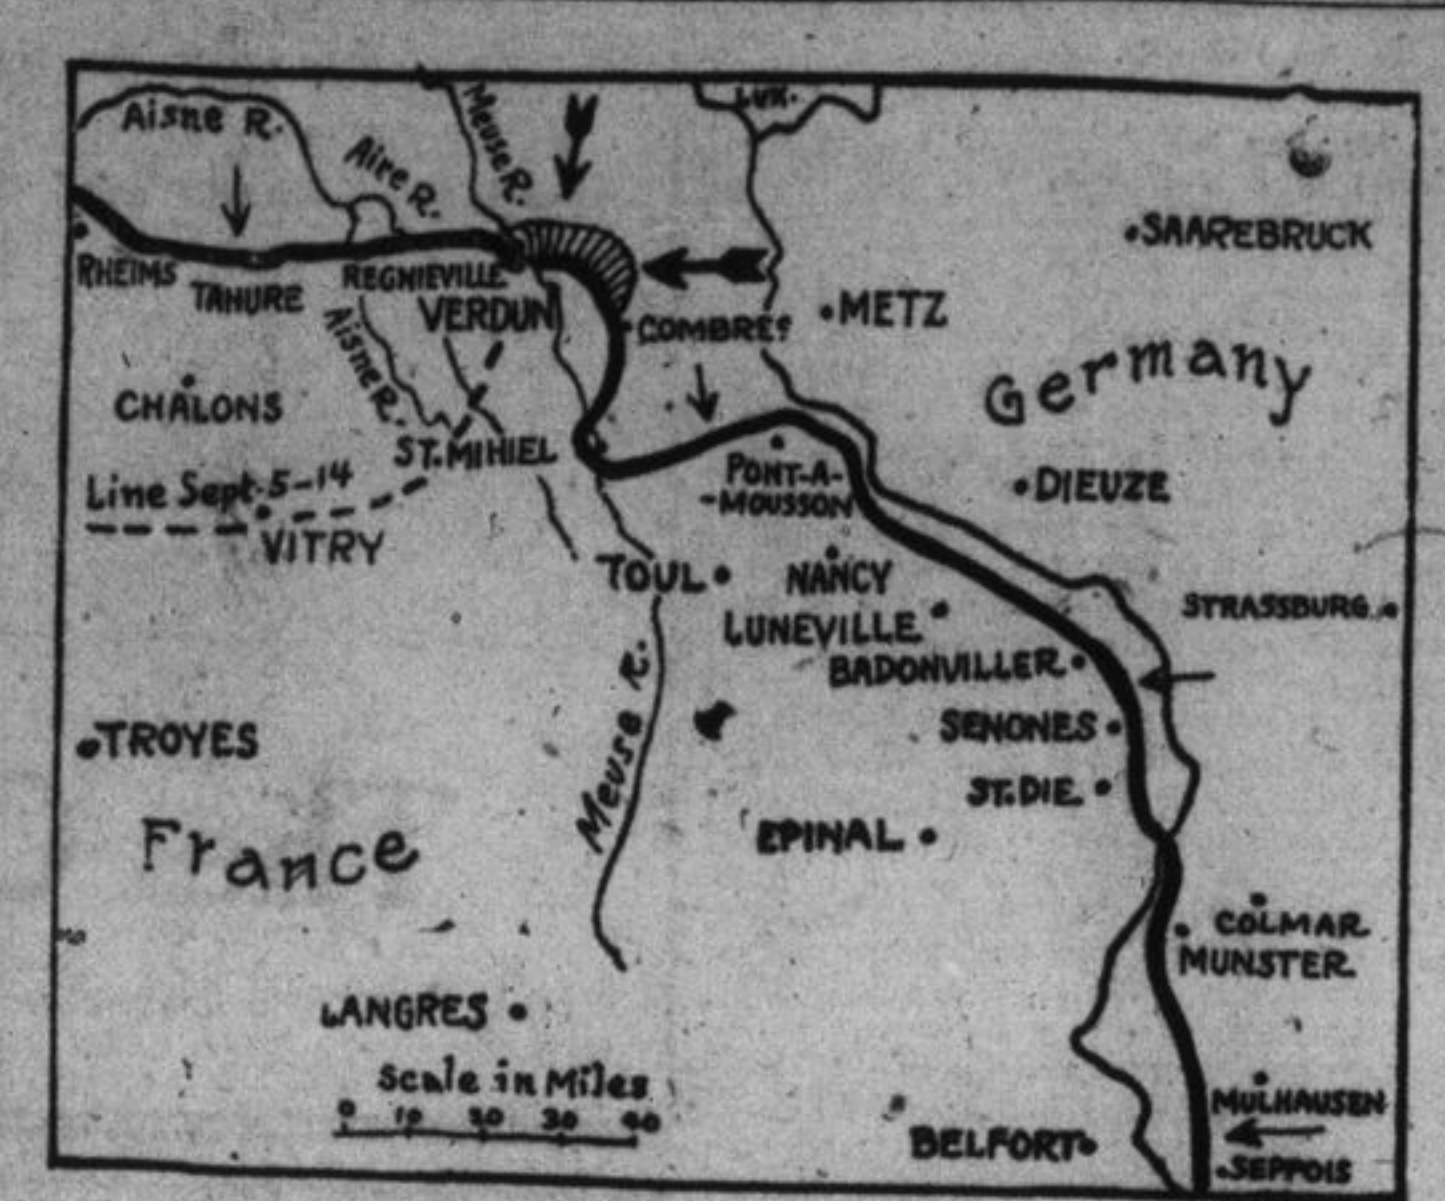 LUX.
Aisne R.
Meuse R.
Aire R.
SAAREBRUCK
RHEIMS
TAHURE
REGNIEVILLE
VERDUN
COMBRES
METZ
Germany
Aisne R.
CHALONS
ST. MIHIEL
Line Sept. 5-14
VITRY
PONT-A-
-MOUSSON
DIEUZE
TOUL
NANCY
STRASSBURG
LUNEVILLE
BADONVILLER
Meuse R.
SENONES
TROYES
ST. DIE
EPINAL
France
COLMAR
MUNSTER
LANGRES
Scale in Miles
0 10 20 30 40
MULHAUSEN
BELFORT
SEPPOIS